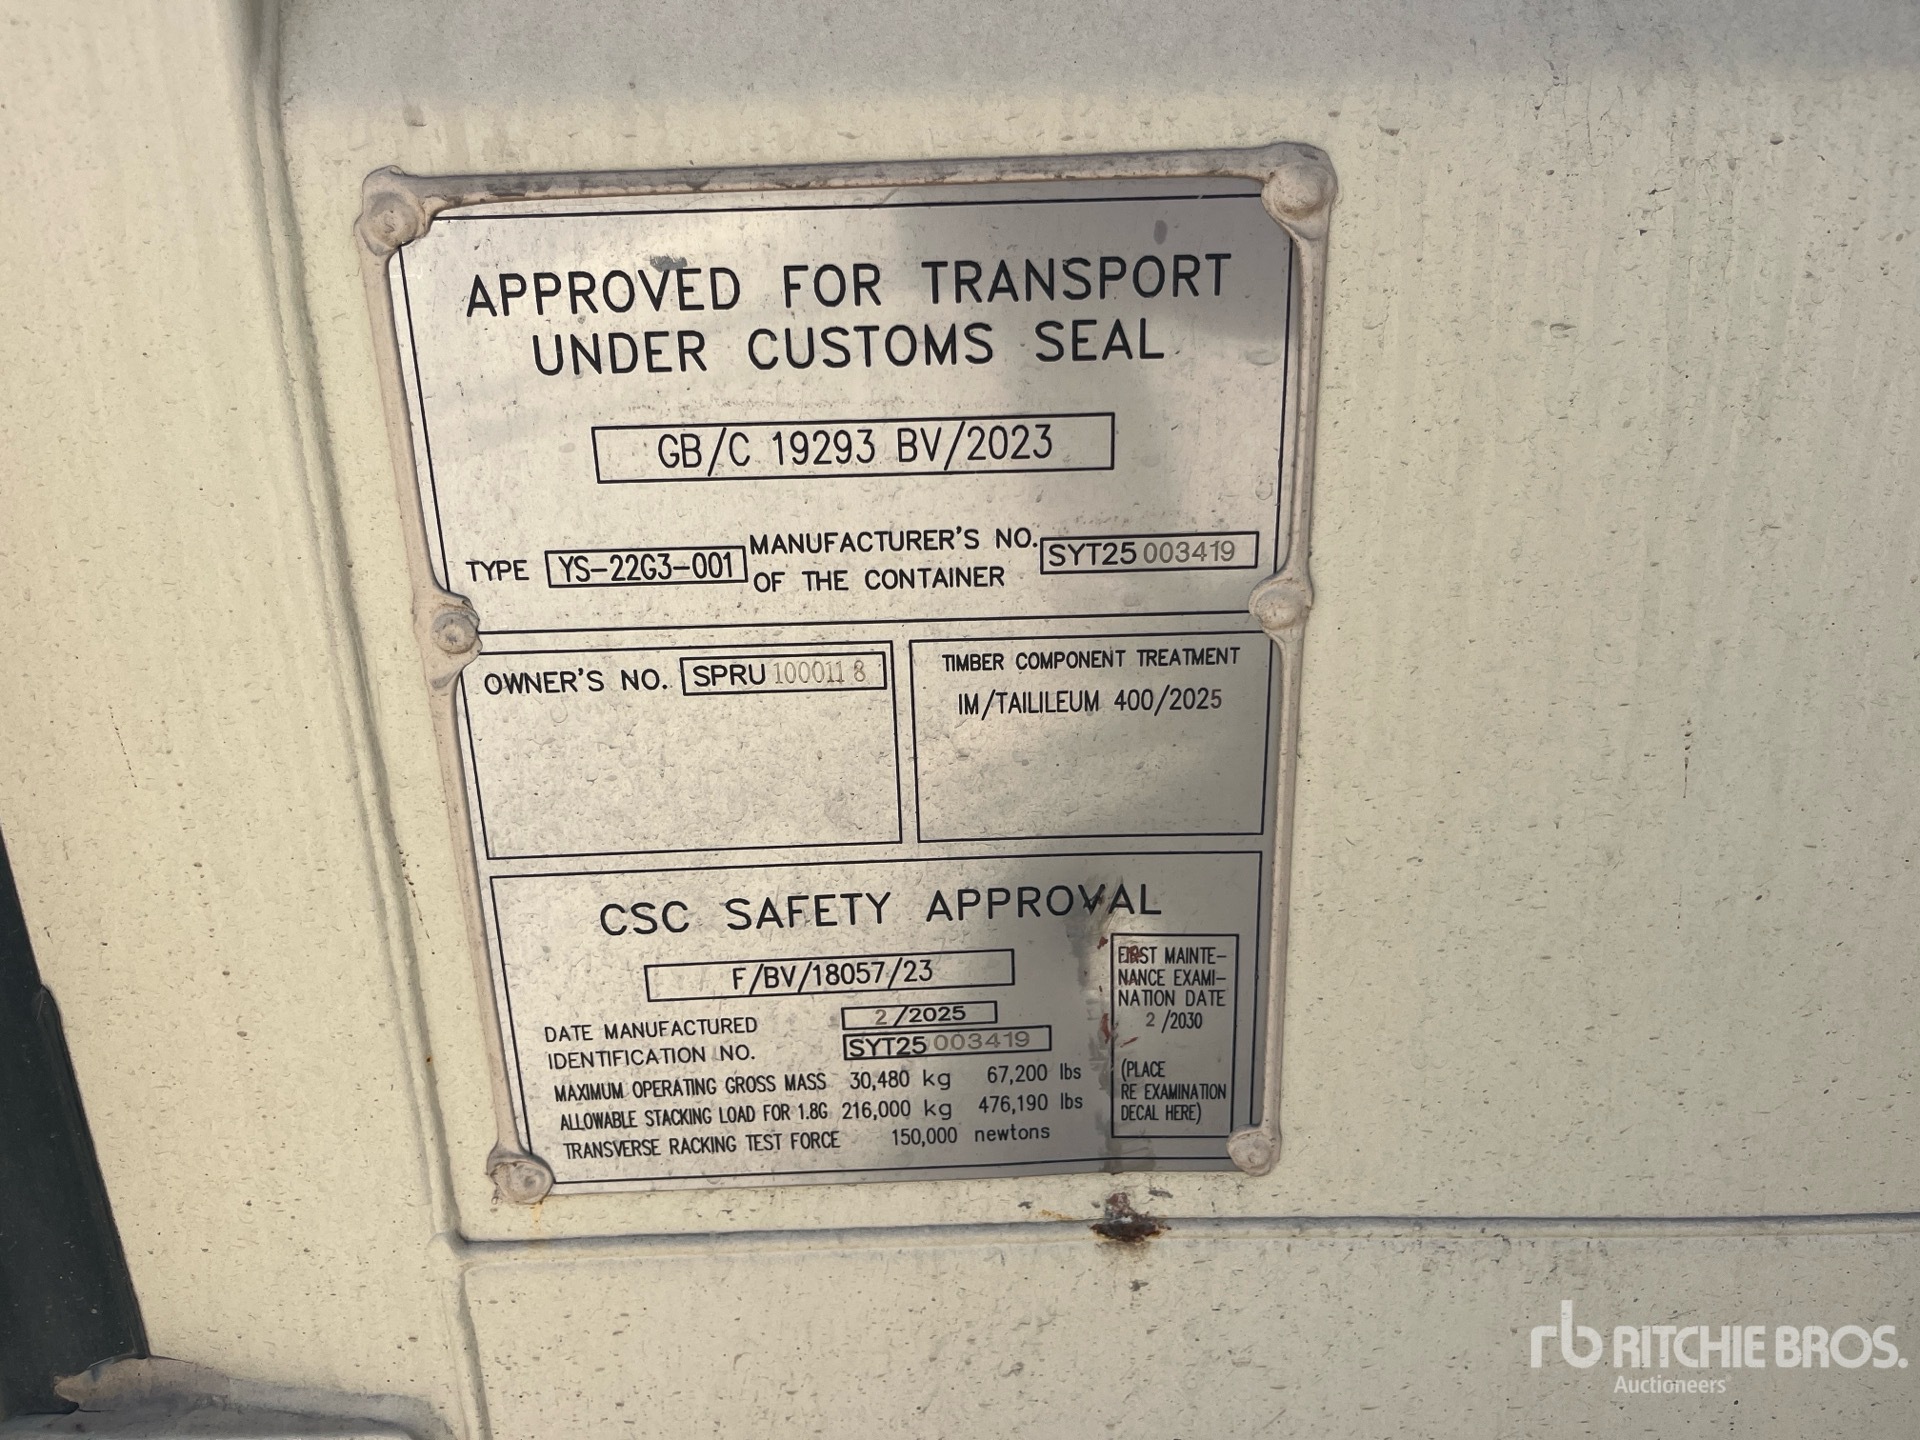 APPROVED FOR TRANSPORT
UNDER CUSTOMS SEAL
GB/C 19293 BV/2023
TYPE YS-22G3-001 MANUFACTURER'S NO. OF THE CONTAINER SYT25 003419
OWNER'S NO. SPRU 100011 8
TIMBER COMPONENT TREATMENT
IM/TAILILEUM 400/2025
CSC SAFETY APPROVAL
F/BV/18057/23
DATE MANUFACTURED 2/2025
IDENTIFICATION NO. SYT25 003419
MAXIMUM OPERATING GROSS MASS 30,480 kg 67,200 lbs
ALLOWABLE STACKING LOAD FOR 1.8G 216,000 kg 476,190 lbs
TRANSVERSE RACKING TEST FORCE 150,000 newtons
FIRST MAINTE-
NANCE EXAMI-
NATION DATE
2 /2030
(PLACE
RE EXAMINATION
DECAL HERE)
rb RITCHIE BROS.
Auctioneers